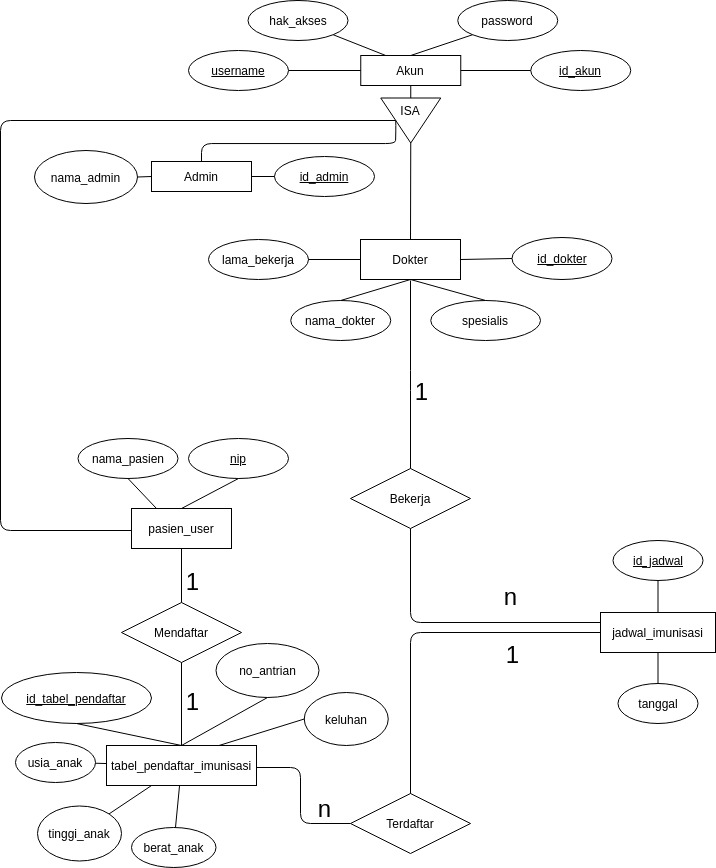 hak_akses
password
username
Akun
id_akun
ISA
nama_admin
Admin
id_admin
lama_bekerja
Dokter
id_dokter
nama_dokter
spesialis
1
nama_pasien
nip
Bekerja
pasien_user
id_jadwal
1
n
Mendaftar
jadwal_imunisasi
1
no_antrian
id_tabel_pendaftar
1
tanggal
keluhan
usia_anak
tabel_pendaftar_imunisasi
n
tinggi_anak
Terdaftar
berat_anak